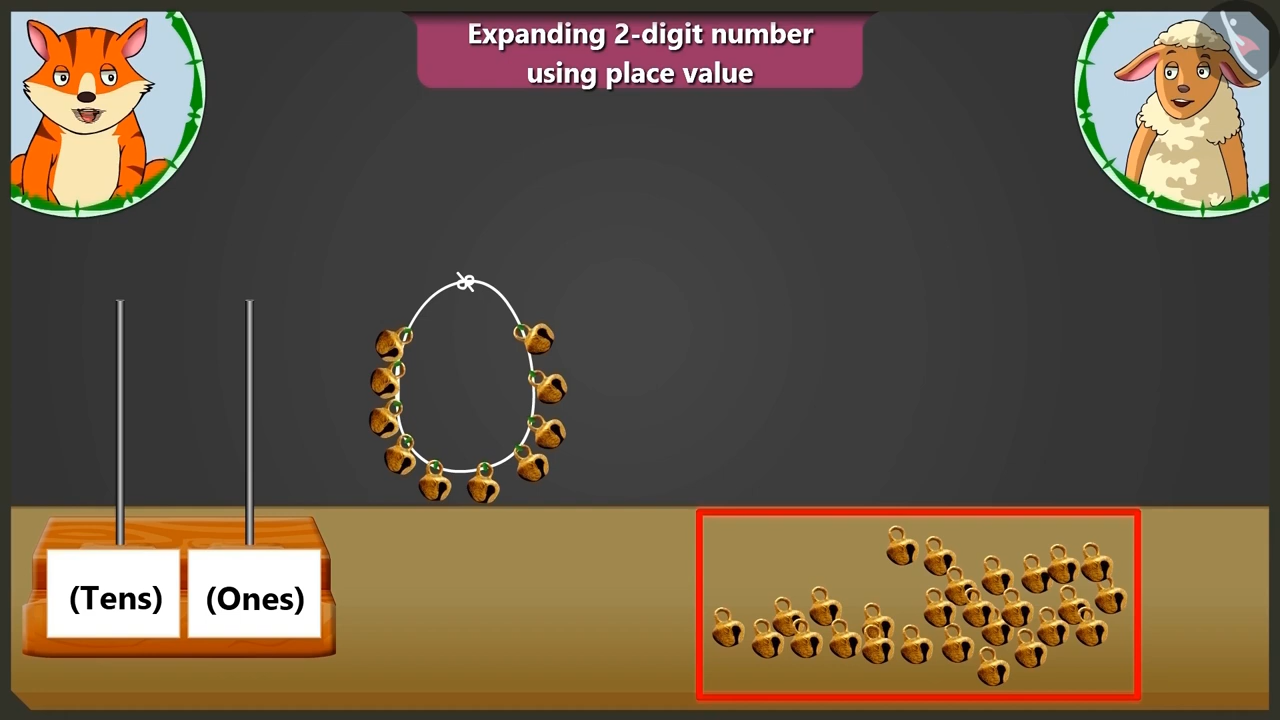 Expanding 2-digit number
using place value
(Tens)
(Ones)